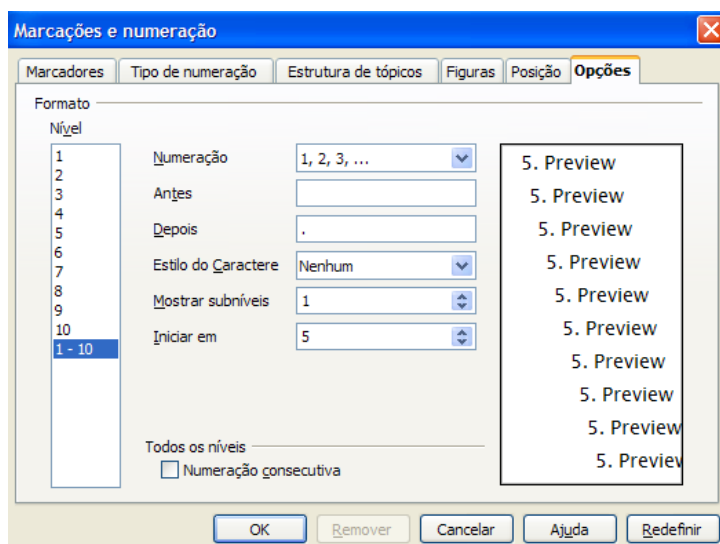 Marcações e numeração
Marcadores Tipo de numeração Estrutura de tópicos Figuras Posição Opções
Formato
Nível
1
2
3
4
5
6
7
8
9
10
1 - 10
Numeração 1, 2, 3, ...
Antes
Depois .
Estilo do Caractere Nenhum
Mostrar subníveis 1
Iniciar em 5
Todos os níveis
Numeração consecutiva
5. Preview
5. Preview
5. Preview
5. Preview
5. Preview
5. Preview
5. Preview
5. Preview
5. Preview
5. Preview
OK Remover Cancelar Ajuda Redefinir